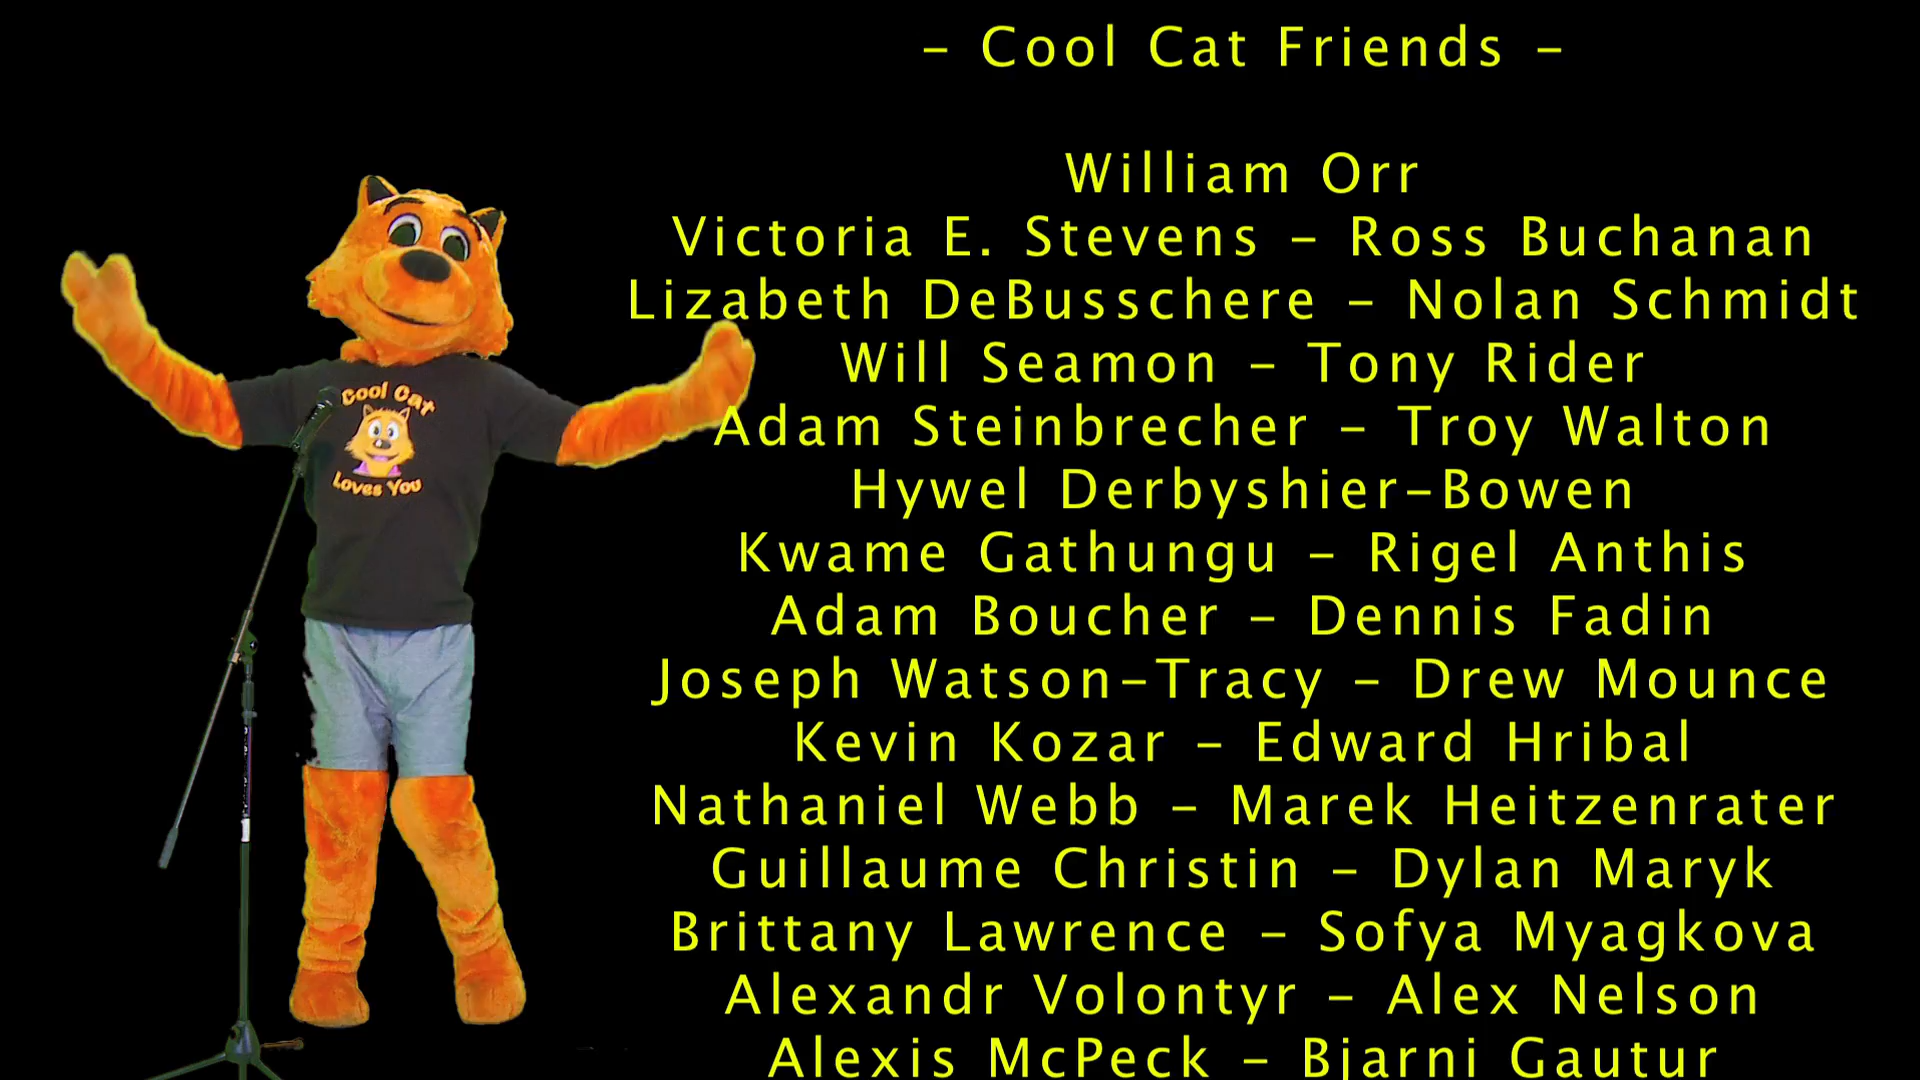 - Cool Cat Friends -
William Orr
Victoria E. Stevens - Ross Buchanan
Lizabeth DeBusschere - Nolan Schmidt
Will Seamon - Tony Rider
Adam Steinbrecher - Troy Walton
Hywel Derbyshier-Bowen
Kwame Gathungu - Rigel Anthis
Adam Boucher - Dennis Fadin
Joseph Watson-Tracy - Drew Mounce
Kevin Kozar - Edward Hribal
Nathaniel Webb - Marek Heitzenrater
Guillaume Christin - Dylan Maryk
Brittany Lawrence - Sofya Myagkova
Alexandr Volontyr - Alex Nelson
Alexis McPeck - Bjarni Gautur
Cool Cat
Loves You